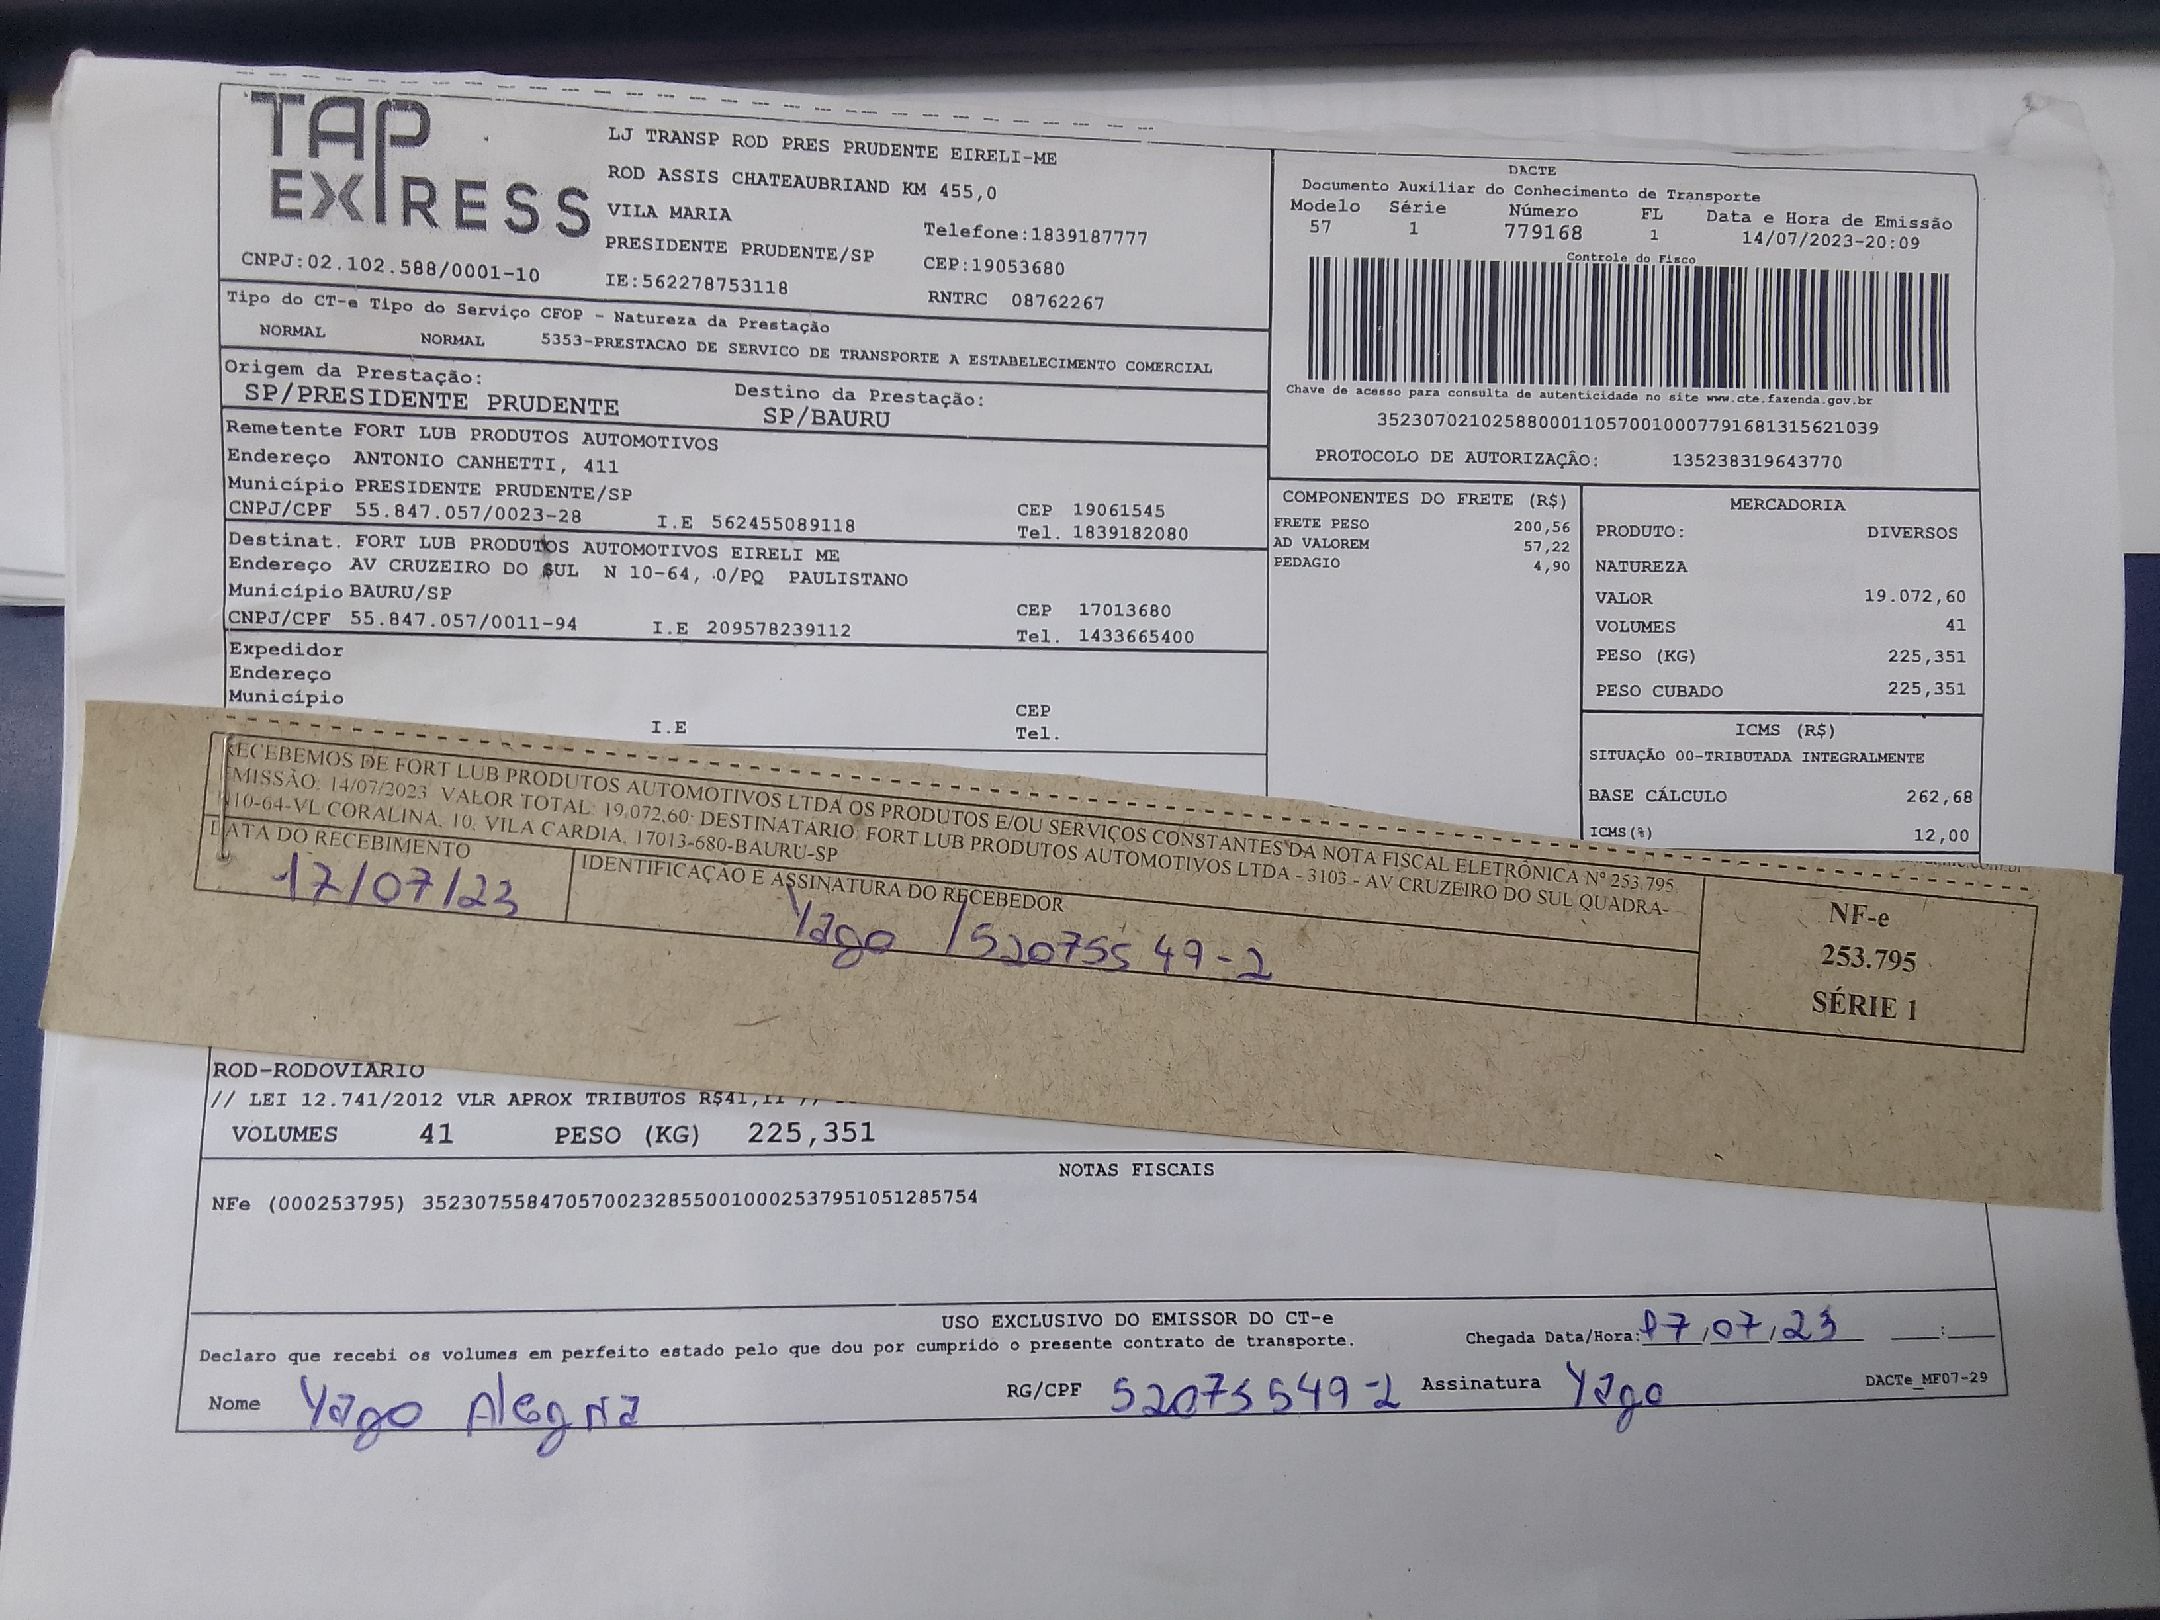 TAP
EXPRESS
CNPJ:02.102.588/0001-10
LJ TRANSP ROD PRES PRUDENTE EIRELI-ME
ROD ASSIS CHATEAUBRIAND KM 455,0
VILA MARIA
Telefone:1839187777
PRESIDENTE PRUDENTE/SP
CEP:19053680
IE:562278753118
RNTRC 08762267
DACTE
Documento Auxiliar do Conhecimento de Transporte
Modelo Série Número FL Data e Hora de Emissão
57 1 779168 1 14/07/2023-20:09
Controle do Fisco
Chave de acesso para consulta de autenticidade no site www.cte.fazenda.gov.br
35230702102588000110570010007791681315621039
PROTOCOLO DE AUTORIZAÇÂO: 135238319643770
Tipo do CT-e Tipo do Serviço CFOP - Natureza da Prestação
NORMAL NORMAL 5353-PRESTACAO DE SERVICO DE TRANSPORTE A ESTABELECIMENTO COMERCIAL
Origem da Prestação: Destino da Prestação:
SP/PRESIDENTE PRUDENTE SP/BAURU
Remetente FORT LUB PRODUTOS AUTOMOTIVOS
Endereço ANTONIO CANHETTI, 411
Município PRESIDENTE PRUDENTE/SP CEP 19061545
CNPJ/CPF 55.847.057/0023-28 I.E 562455089118 Tel. 1839182080
Destinat. FORT LUB PRODUTOS AUTOMOTIVOS EIRELI ME
Endereço AV CRUZEIRO DO SUL N 10-64, 0/PQ PAULISTANO
Município BAURU/SP CEP 17013680
CNPJ/CPF 55.847.057/0011-94 I.E 209578239112 Tel. 1433665400
Expedidor
Endereço
Município CEP
I.E Tel.
COMPONENTES DO FRETE (R$)
FRETE PESO 200,56
AD VALOREM 57,22
PEDAGIO 4,90
MERCADORIA
PRODUTO: DIVERSOS
NATUREZA
VALOR 19.072,60
VOLUMES 41
PESO (KG) 225,351
PESO CUBADO 225,351
ICMS (R$)
SITUAÇÃO 00-TRIBUTADA INTEGRALMENTE
BASE CÁLCULO 262,68
ICMS(%) 12,00
RECEBEMOS DE FORT LUB PRODUTOS AUTOMOTIVOS LTDA OS PRODUTOS E/OU SERVIÇOS CONSTANTES DA NOTA FISCAL ELETRÔNICA Nº 253.795.
EMISSÃO: 14/07/2023 VALOR TOTAL: 19.072,60 DESTINATÁRIO: FORT LUB PRODUTOS AUTOMOTIVOS LTDA - 3103 - AV CRUZEIRO DO SUL QUADRA-
N10-64-VL CORALINA, 10, VILA CARDIA, 17013-680-BAURU-SP
DATA DO RECEBIMENTO
17/07/23
IDENTIFICAÇÃO E ASSINATURA DO RECEBEDOR
Yago / 52075549-2
NF-e
253.795
SÉRIE 1
ROD-RODOVIARIO
// LEI 12.741/2012 VLR APROX TRIBUTOS R$41,11 //
VOLUMES 41 PESO (KG) 225,351
NOTAS FISCAIS
NFe (000253795) 35230755847057002328550010002537951051285754
USO EXCLUSIVO DO EMISSOR DO CT-e
Declaro que recebi os volumes em perfeito estado pelo que dou por cumprido o presente contrato de transporte.
Chegada Data/Hora: 17/07/23 __:__
Nome Yago Alegria RG/CPF 52075549-2 Assinatura Yago
DACTe_MF07-29